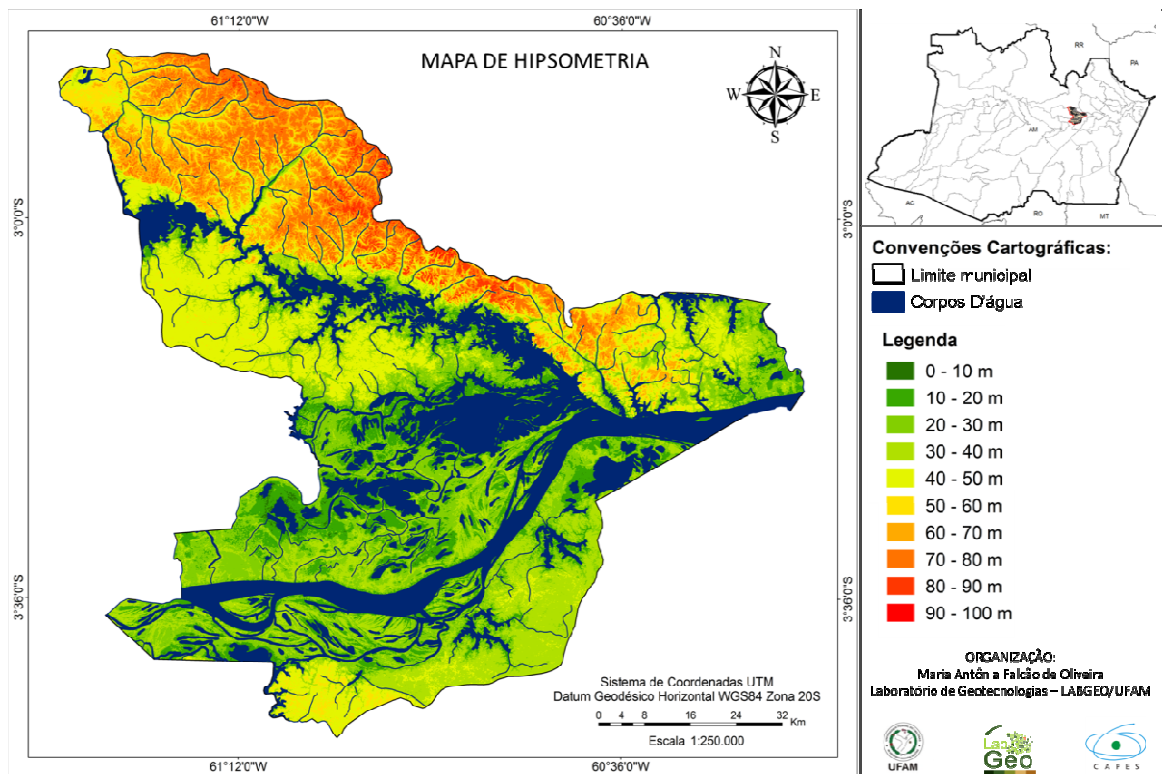 61°12'0"W
60°36'0"W
MAPA DE HIPSOMETRIA
N
W
E
S
3°0'0"S
3°0'0"S
3°36'0"S
3°36'0"S
Sistema de Coordenadas UTM
Datum Geodésico Horizontal WGS84 Zona 20S
0 4 8 16 24 32
Km
Escala 1:250.000
61°12'0"W
60°36'0"W
RR
PA
AM
AC
RO
MT
Convenções Cartográficas:
Limite municipal
Corpos D'água
Legenda
0 - 10 m
10 - 20 m
20 - 30 m
30 - 40 m
40 - 50 m
50 - 60 m
60 - 70 m
70 - 80 m
80 - 90 m
90 - 100 m
ORGANIZAÇÃO:
Maria Antôn a Falcão de Oliveira
Laboratório de Geotecnologias – LABGEO/UFAM
UFAM
Lab
Geo
CAPES